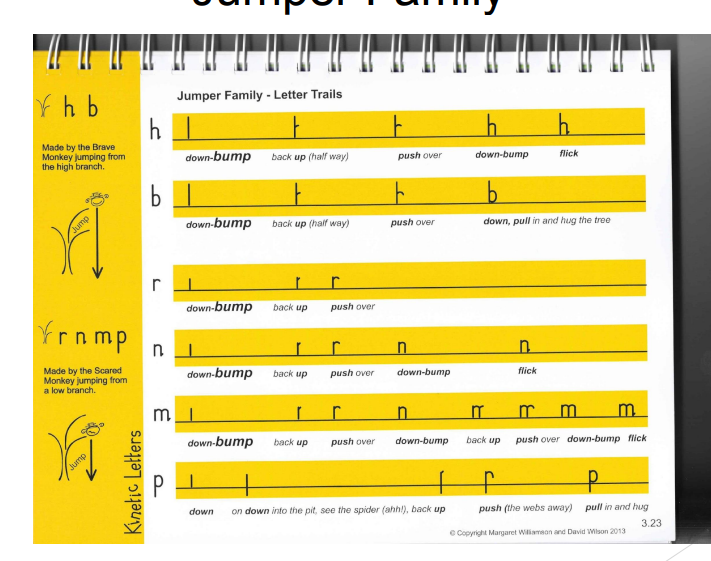 Jumper Family
Jumper Family - Letter Trails
h b
Made by the Brave
Monkey jumping from
the high branch.
Jump
r n m p
Made by the Scared
Monkey jumping from
a low branch.
Jump
Kinetic Letters
h
down-bump back up (half way) push over down-bump flick
b
down-bump back up (half way) push over down, pull in and hug the tree
r
down-bump back up push over
n
down-bump back up push over down-bump flick
m
down-bump back up push over down-bump back up push over down-bump flick
p
down on down into the pit, see the spider (ahh!), back up push (the webs away) pull in and hug
3.23
© Copyright Margaret Williamson and David Wilson 2013